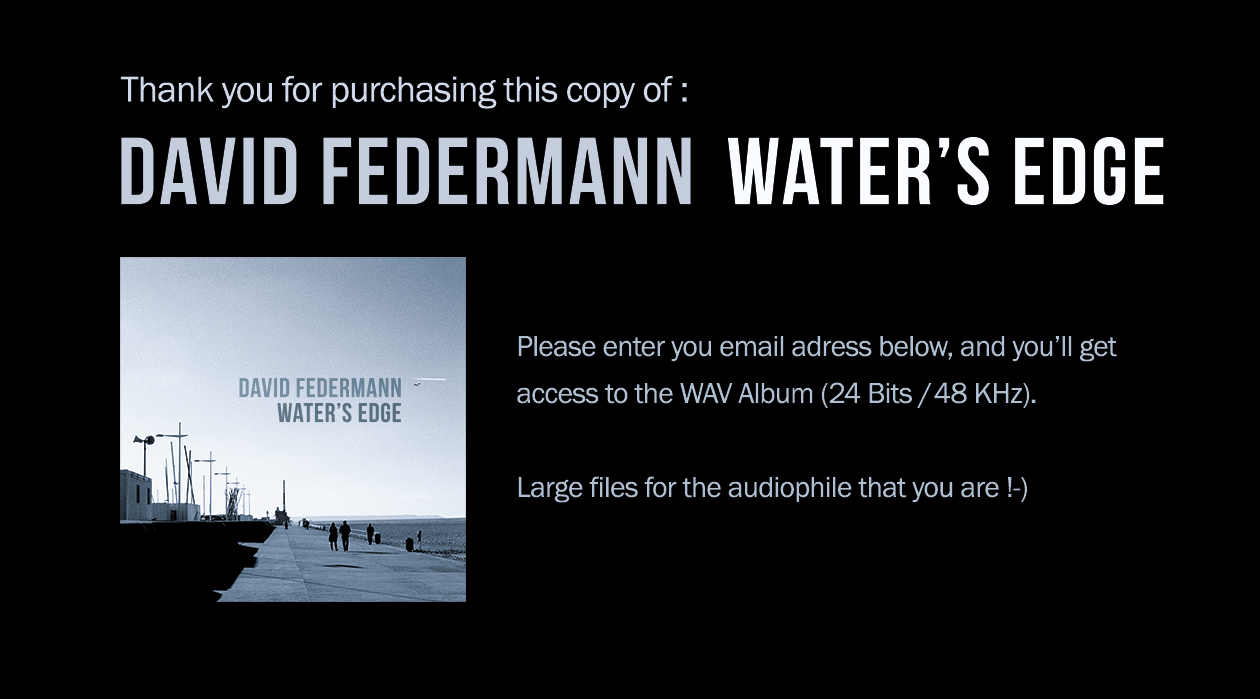 Thank you for purchasing this copy of :
DAVID FEDERMANN WATER'S EDGE
DAVID FEDERMANN
WATER'S EDGE
Please enter you email adress below, and you'll get
access to the WAV Album (24 Bits / 48 KHz).
Large files for the audiophile that you are !-)